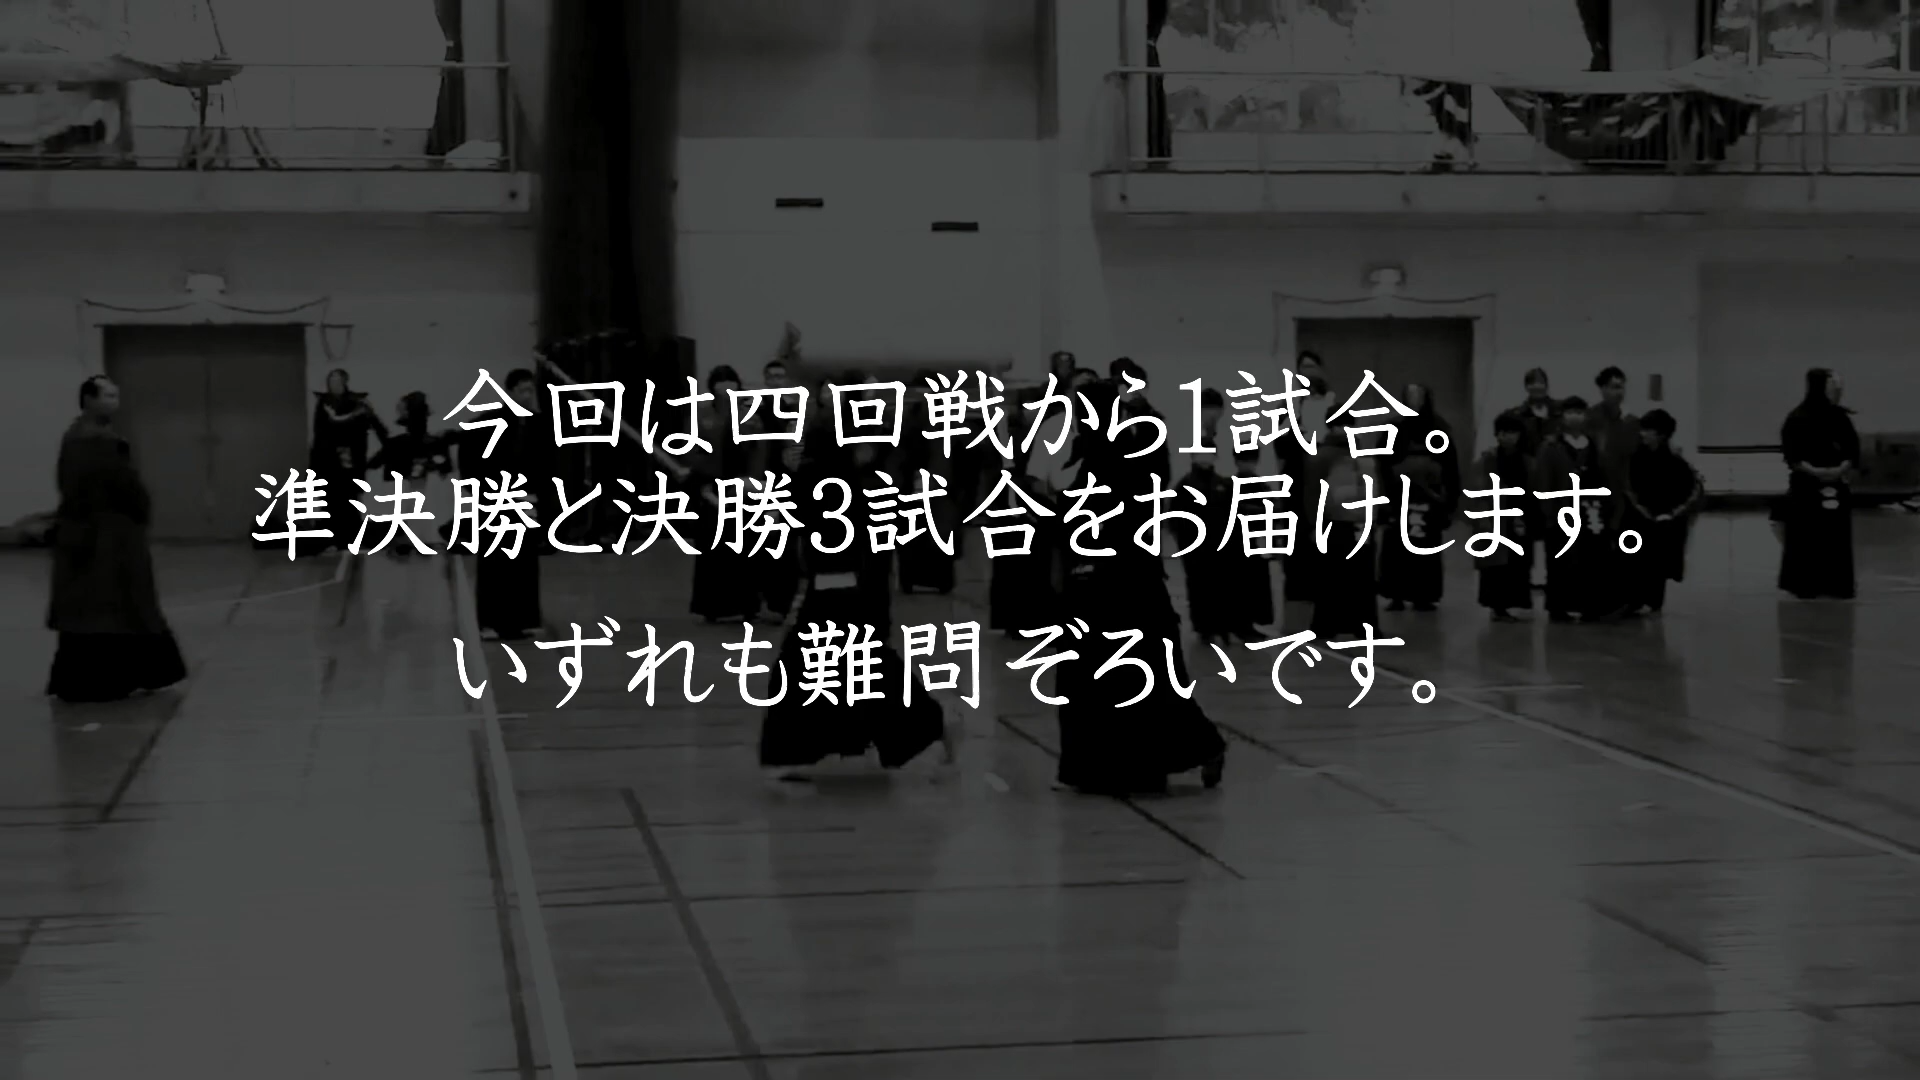 今回は四回戦から1試合。
準決勝と決勝3試合をお届けします。
いずれも難問ぞろいです。